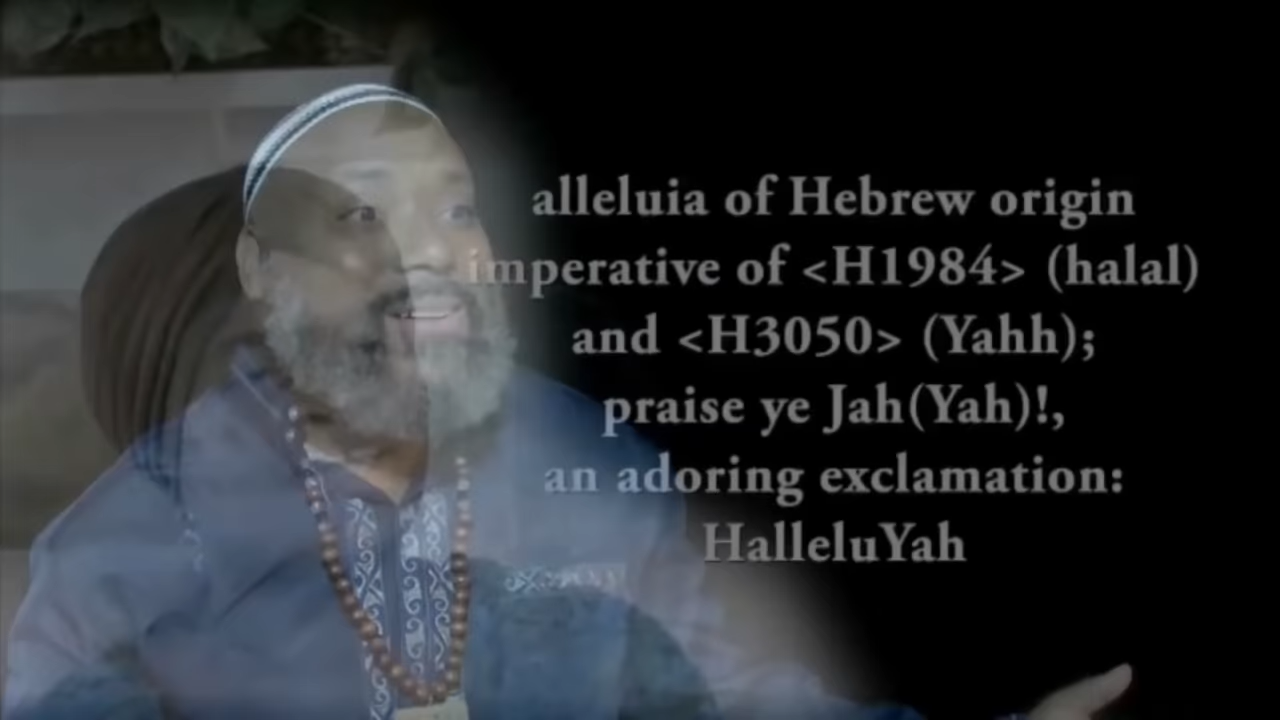 alleluia of Hebrew origin
imperative of <H1984> (halal)
and <H3050> (Yahh);
praise ye Jah(Yah)!,
an adoring exclamation:
HalleluYah